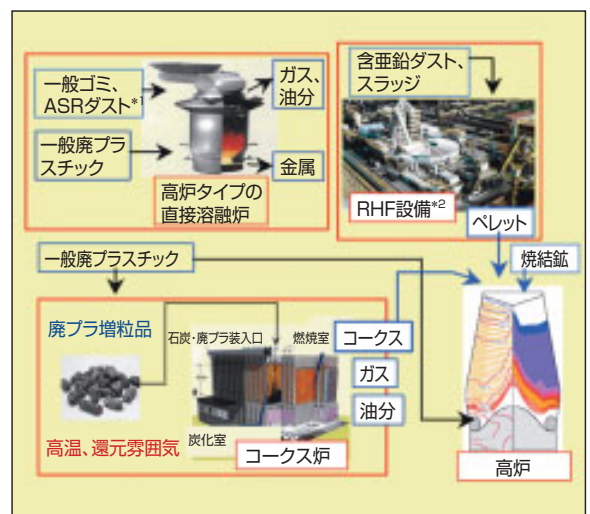 一般ゴミ、
ASRダスト*1
ガス、
油分
一般廃プラ
スチック
金属
高炉タイプの
直接溶融炉
含亜鉛ダスト、
スラッジ
RHF設備*2
ペレット
焼結鉱
一般廃プラスチック
廃プラ増粒品
石炭・廃プラ装入口
燃焼室
コークス
ガス
油分
高温、還元雰囲気
炭化室
コークス炉
高炉